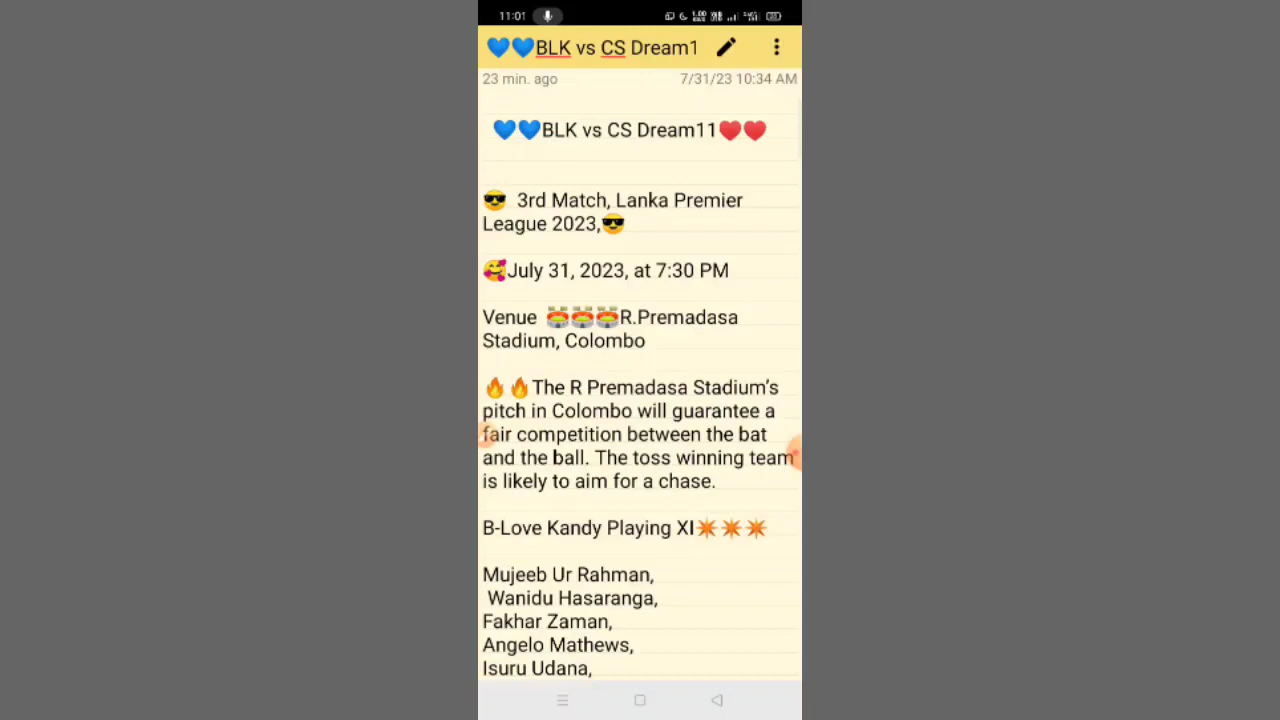 11:01
💙💙BLK vs CS Dream1
23 min. ago
7/31/23 10:34 AM
💙💙BLK vs CS Dream11♥️♥️
😎 3rd Match, Lanka Premier
League 2023,😎
🥰July 31, 2023, at 7:30 PM
Venue 🏟️🏟️🏟️R.Premadasa
Stadium, Colombo
🔥🔥The R Premadasa Stadium’s
pitch in Colombo will guarantee a
fair competition between the bat
and the ball. The toss winning team
is likely to aim for a chase.
B-Love Kandy Playing XI💥💥💥
Mujeeb Ur Rahman,
Wanidu Hasaranga,
Fakhar Zaman,
Angelo Mathews,
Isuru Udana,